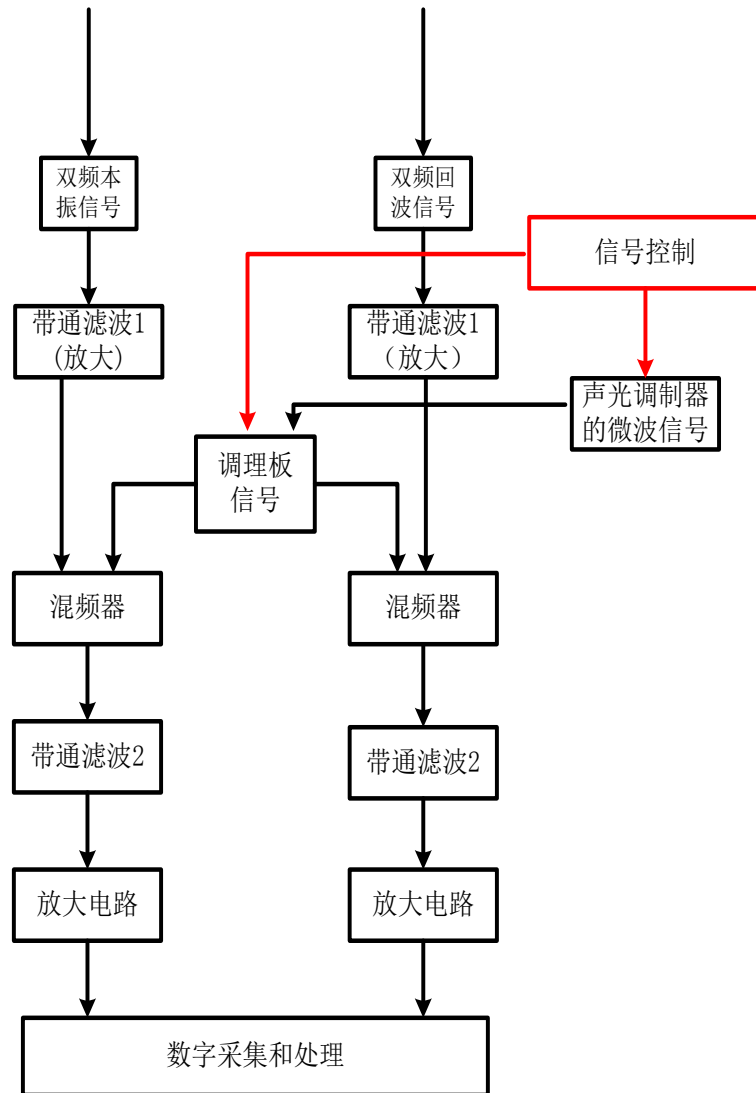 双频本
振信号
双频回
波信号
信号控制
带通滤波1
(放大)
带通滤波1
（放大）
声光调制器
的微波信号
调理板
信号
混频器
混频器
带通滤波2
带通滤波2
放大电路
放大电路
数字采集和处理